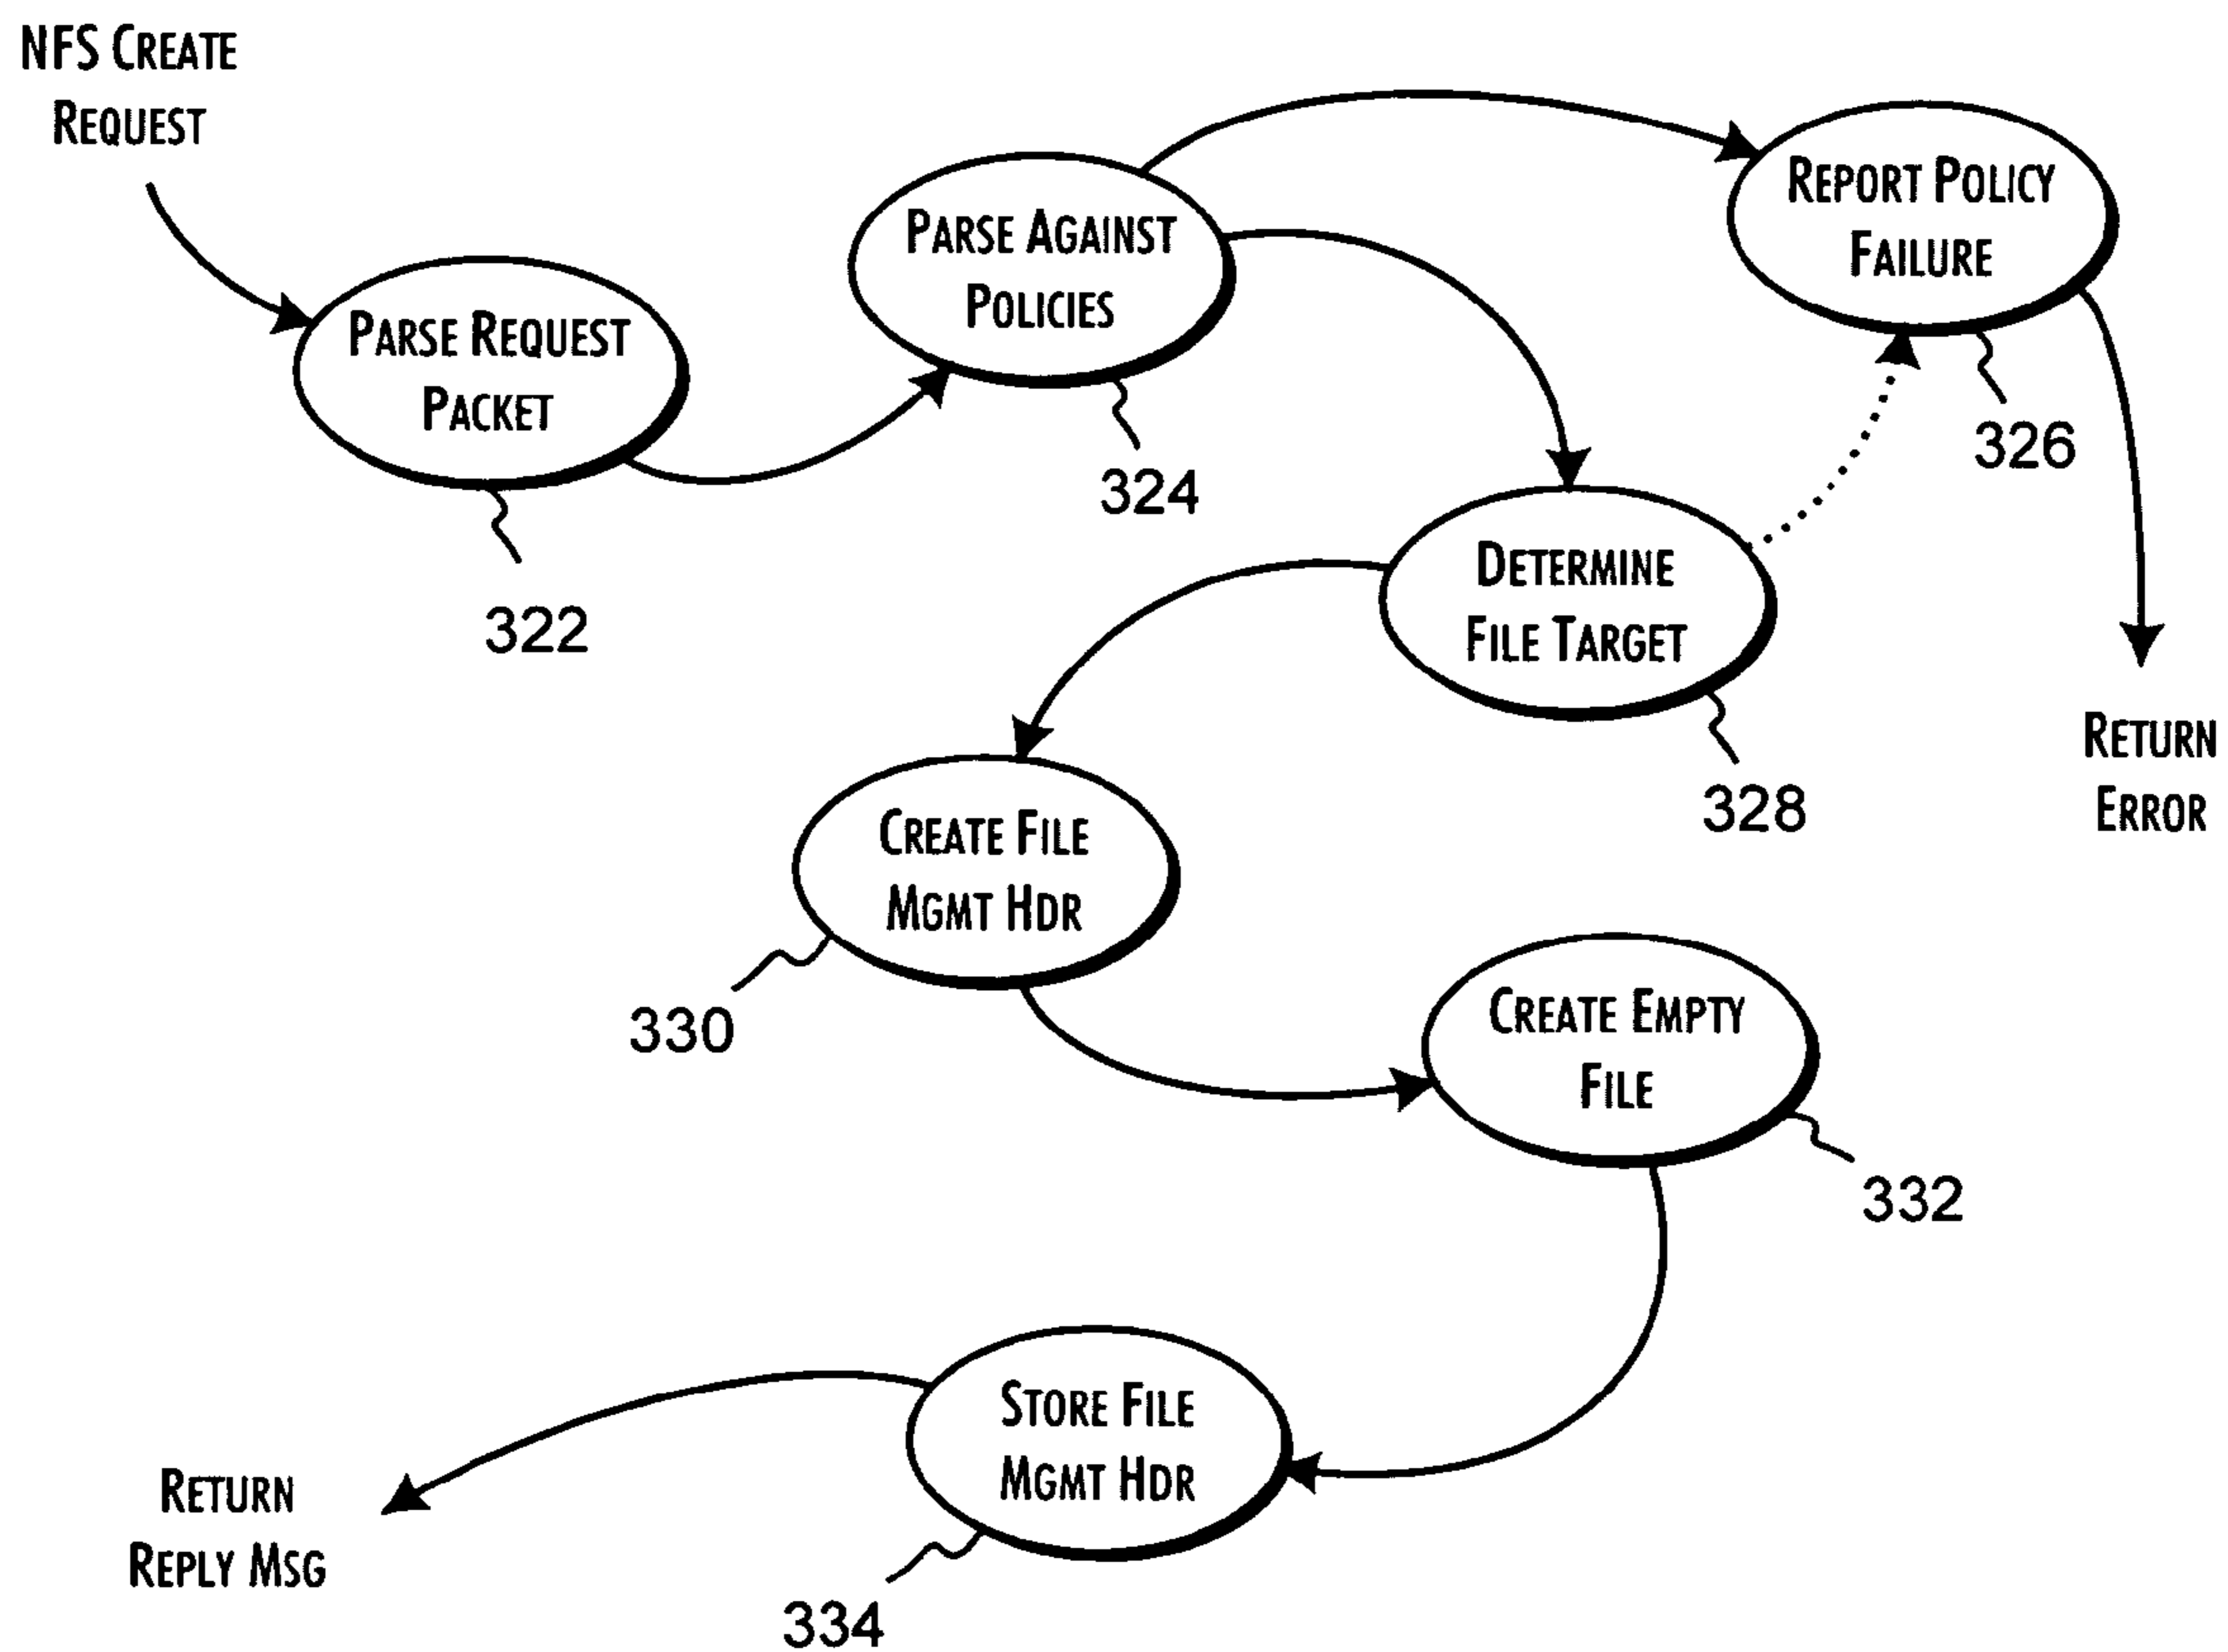 NFS CREATE
REQUEST
PARSE REQUEST
PACKET
322
PARSE AGAINST
POLICIES
324
REPORT POLICY
FAILURE
326
DETERMINE
FILE TARGET
328
RETURN
ERROR
CREATE FILE
MGMT HDR
330
CREATE EMPTY
FILE
332
STORE FILE
MGMT HDR
334
RETURN
REPLY MSG